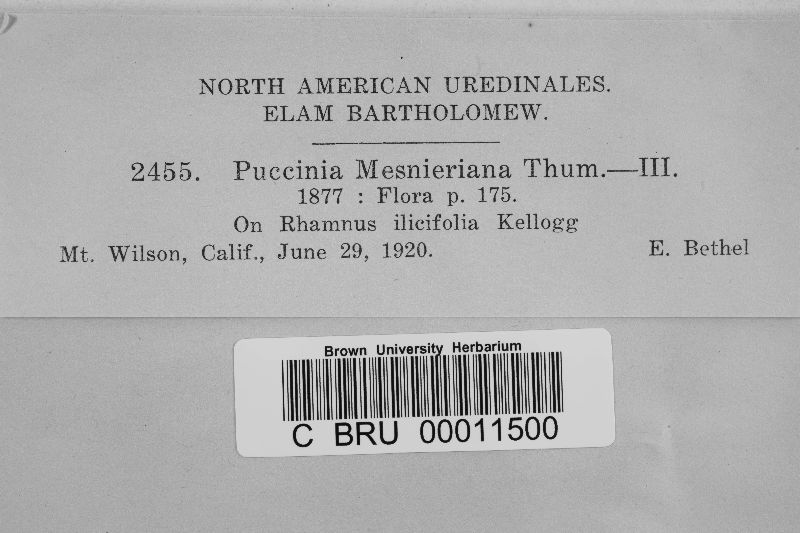 NORTH AMERICAN UREDINALES.
ELAM BARTHOLOMEW.
2455. Puccinia Mesnieriana Thum.—III.
1877 : Flora p. 175.
On Rhamnus ilicifolia Kellogg
Mt. Wilson, Calif., June 29, 1920. E. Bethel
Brown University Herbarium
C BRU 00011500